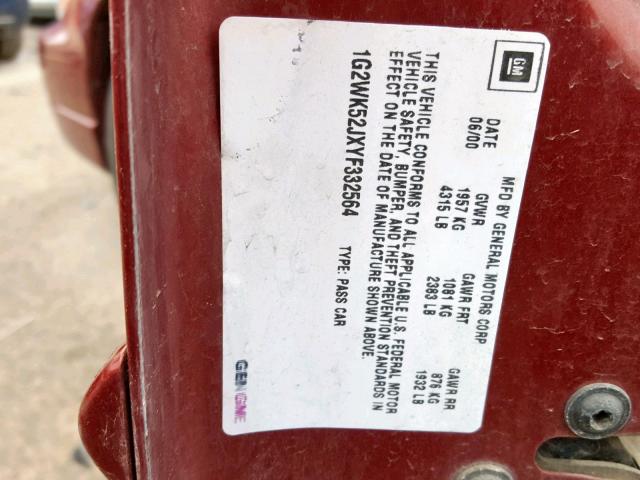 GM
MFD BY GENERAL MOTORS CORP
DATE GVWR GAWR FRT GAWR RR
06/00 1957 KG 1081 KG 876 KG
4315 LB 2383 LB 1932 LB
THIS VEHICLE CONFORMS TO ALL APPLICABLE U.S. FEDERAL MOTOR
VEHICLE SAFETY, BUMPER, AND THEFT PREVENTION STANDARDS IN
EFFECT ON THE DATE OF MANUFACTURE SHOWN ABOVE.
1G2WK52JXYF332564 TYPE: PASS CAR